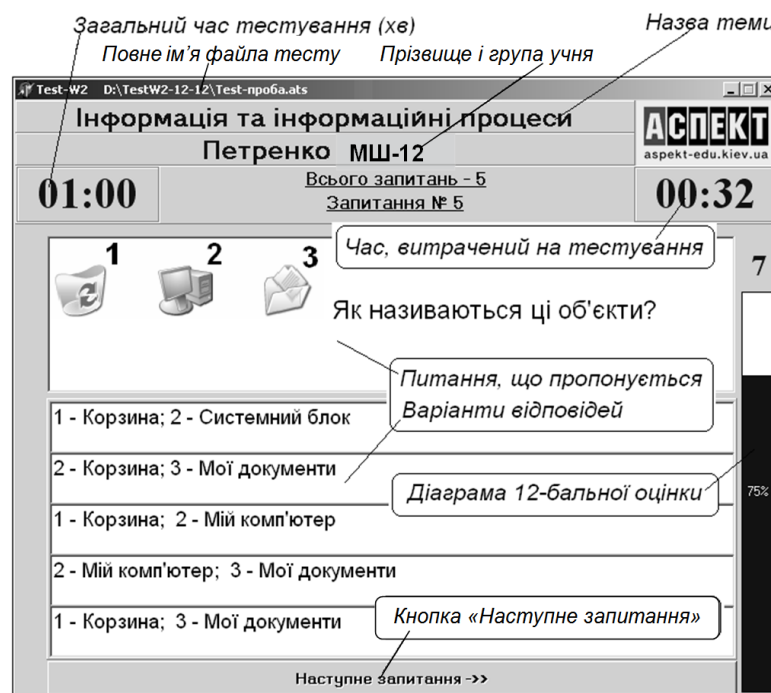 Загальний час тестування (хв)
Назва теми
Повне ім’я файла тесту
Прізвище і група учня
Test-W2 D:\TestW2-12-12\Test-проба.ats
Інформація та інформаційні процеси
АСПЕКТ
aspekt-edu.kiev.ua
Петренко МШ-12
01:00
Всього запитань - 5
Запитання № 5
00:32
Час, витрачений на тестування
1
2
3
7
Як називаються ці об'єкти?
Питання, що пропонується
Варіанти відповідей
1 - Корзина; 2 - Системний блок
2 - Корзина; 3 - Мої документи
Діаграма 12-бальної оцінки
75%
1 - Корзина; 2 - Мій комп'ютер
2 - Мій комп'ютер; 3 - Мої документи
1 - Корзина; 3 - Мої документи
Кнопка «Наступне запитання»
Наступне запитання ->>